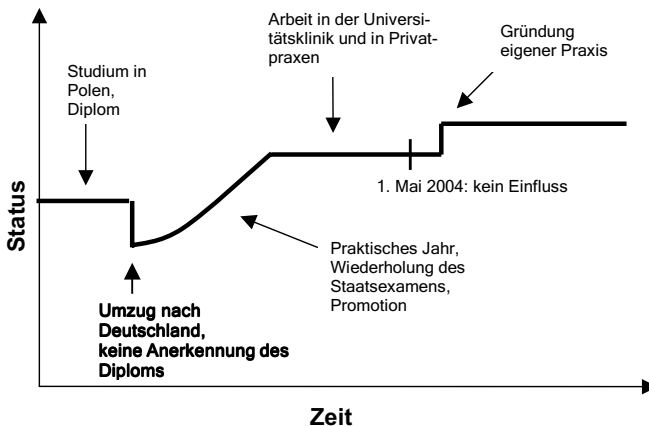 Arbeit in der Universi-
tätsklinik und in Privat-
praxen
Gründung
eigener Praxis
Studium in
Polen,
Diplom
1. Mai 2004: kein Einfluss
Status
Praktisches Jahr,
Wiederholung des
Staatsexamens,
Promotion
Umzug nach
Deutschland,
keine Anerkennung des
Diploms
Zeit